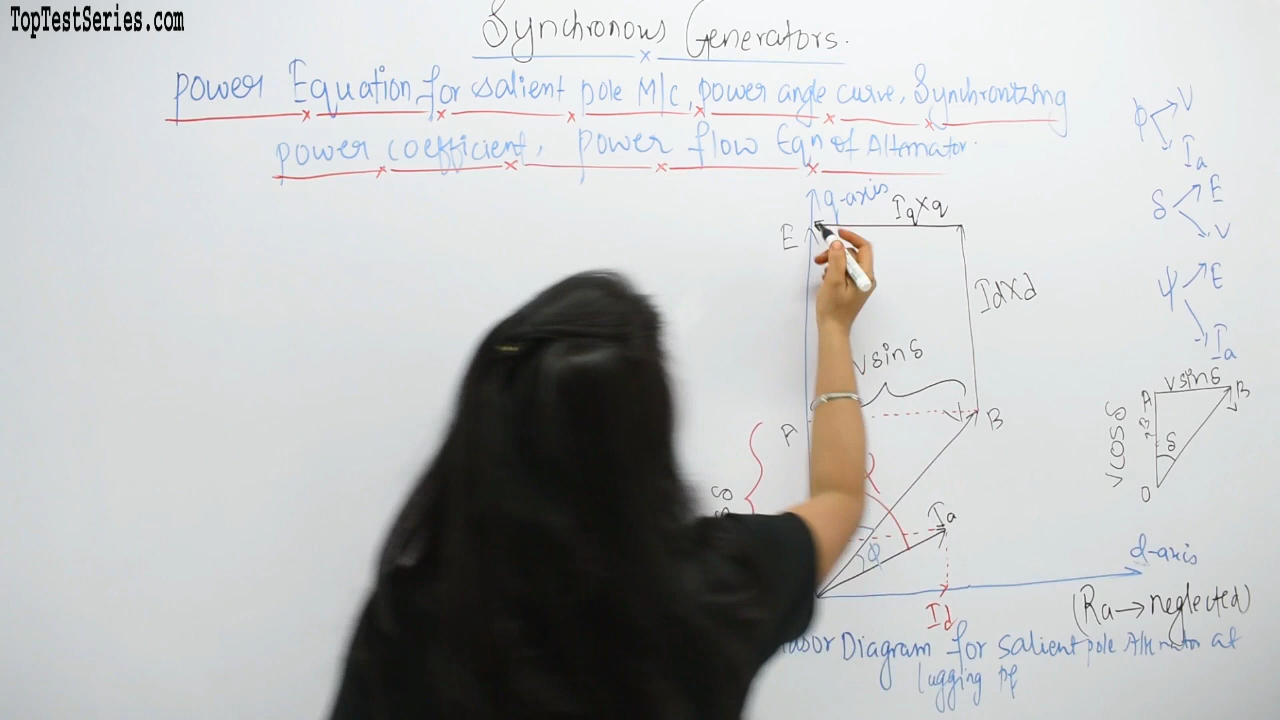 TopTestSeries.com
Synchronous Generators.
power Equation for salient pole M/c, power angle curve, Synchronizing
power coefficient, power flow Eqn of Alternator.
q-axis
IqXq
E
IdXd
Vsinδ
A
B
Ia
ϕ
d-axis
Id
(Ra→neglected)
Diagram for salient pole Alternator at
lagging Pf
ϕ
V
Ia
δ
E
V
ψ
E
Ia
Vsinδ
A
B
Vcosδ
δ
V
O